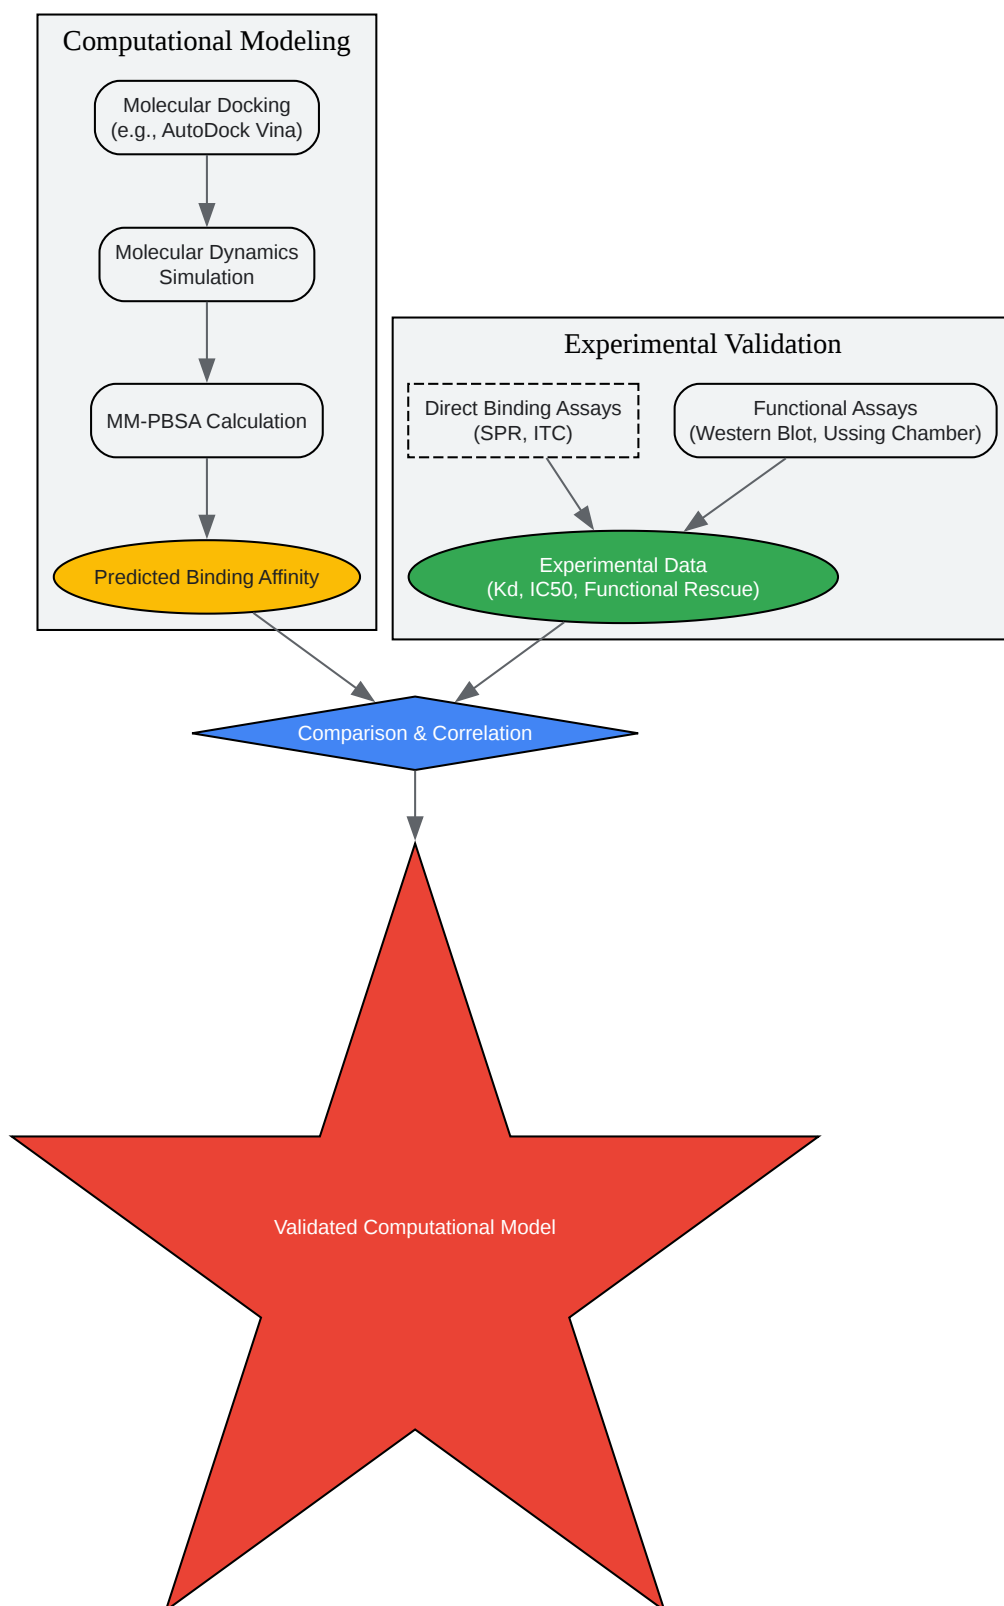 Computational Modeling
Molecular Docking
(e.g., AutoDock Vina)
Molecular Dynamics
Simulation
MM-PBSA Calculation
Predicted Binding Affinity
Experimental Validation
Direct Binding Assays
(SPR, ITC)
Functional Assays
(Western Blot, Ussing Chamber)
Experimental Data
(Kd, IC50, Functional Rescue)
Comparison & Correlation
Validated Computational Model